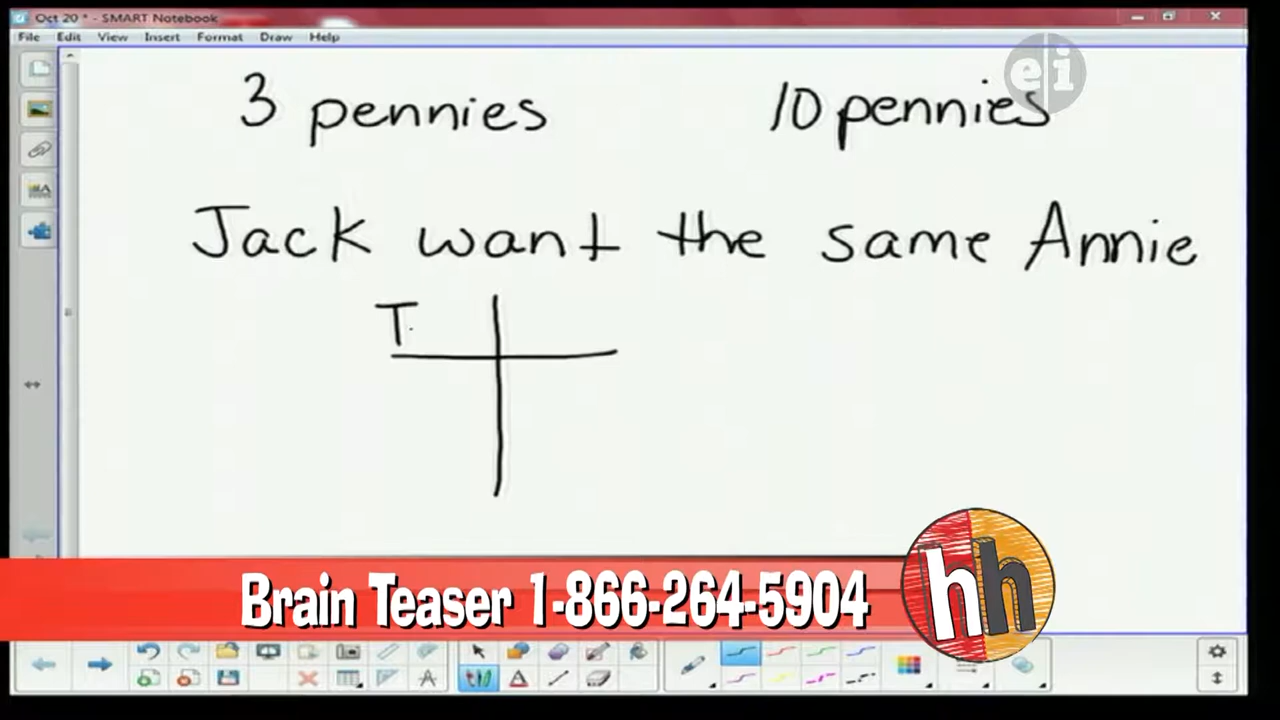 Oct 20 * - SMART Notebook
File Edit View Insert Format Draw Help
ei
3 pennies 10 pennies
Jack want the same Annie
T
Brain Teaser 1-866-264-5904
hh